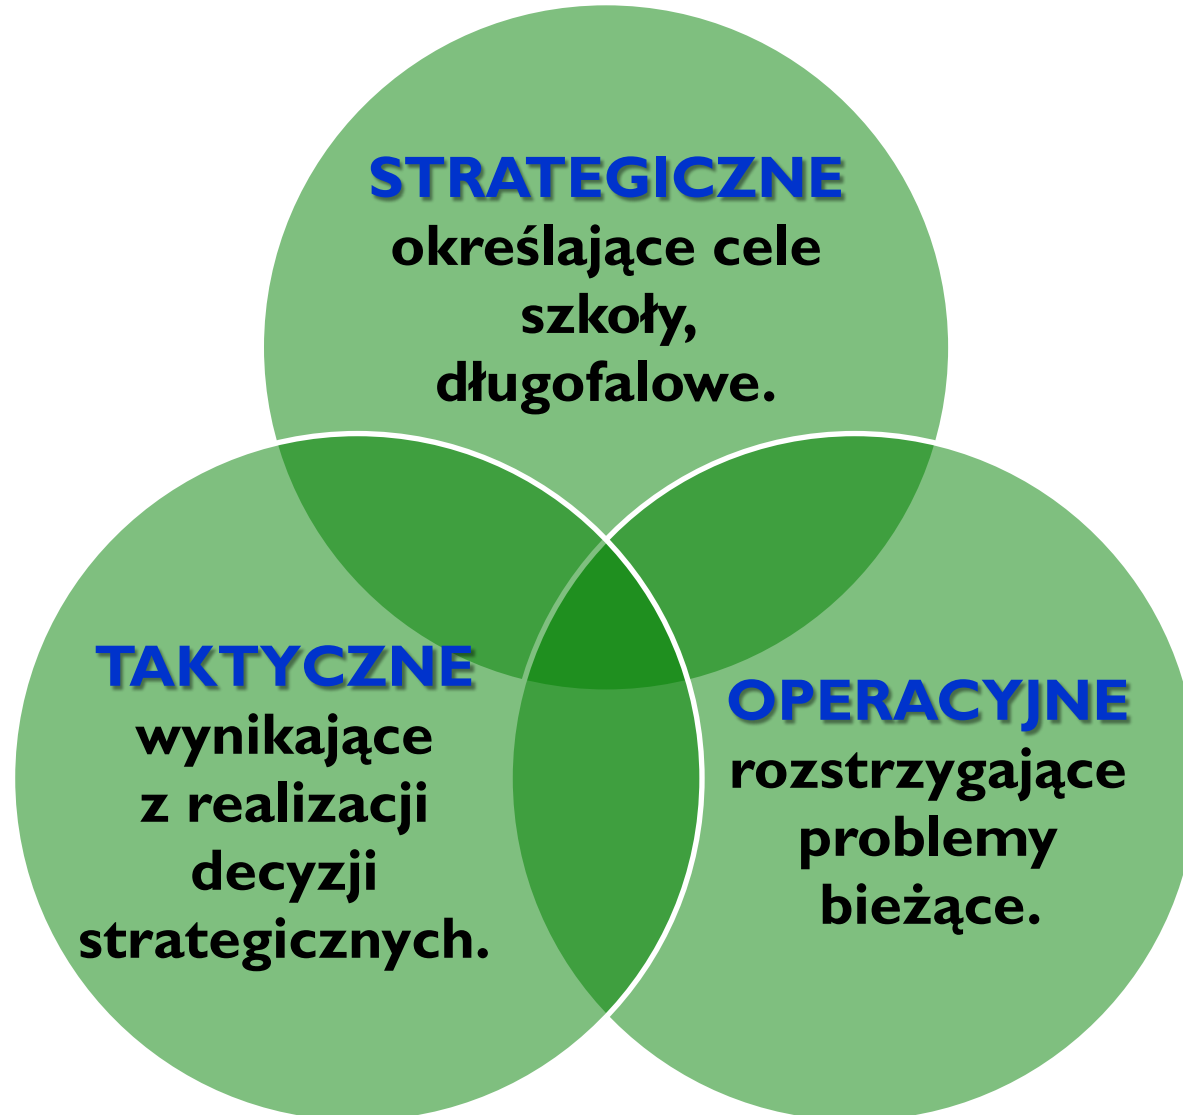 STRATEGICZNE
określające cele
szkoły,
długofalowe.
TAKTYCZNE
wynikające
z realizacji
decyzji
strategicznych.
OPERACYJNE
rozstrzygające
problemy
bieżące.